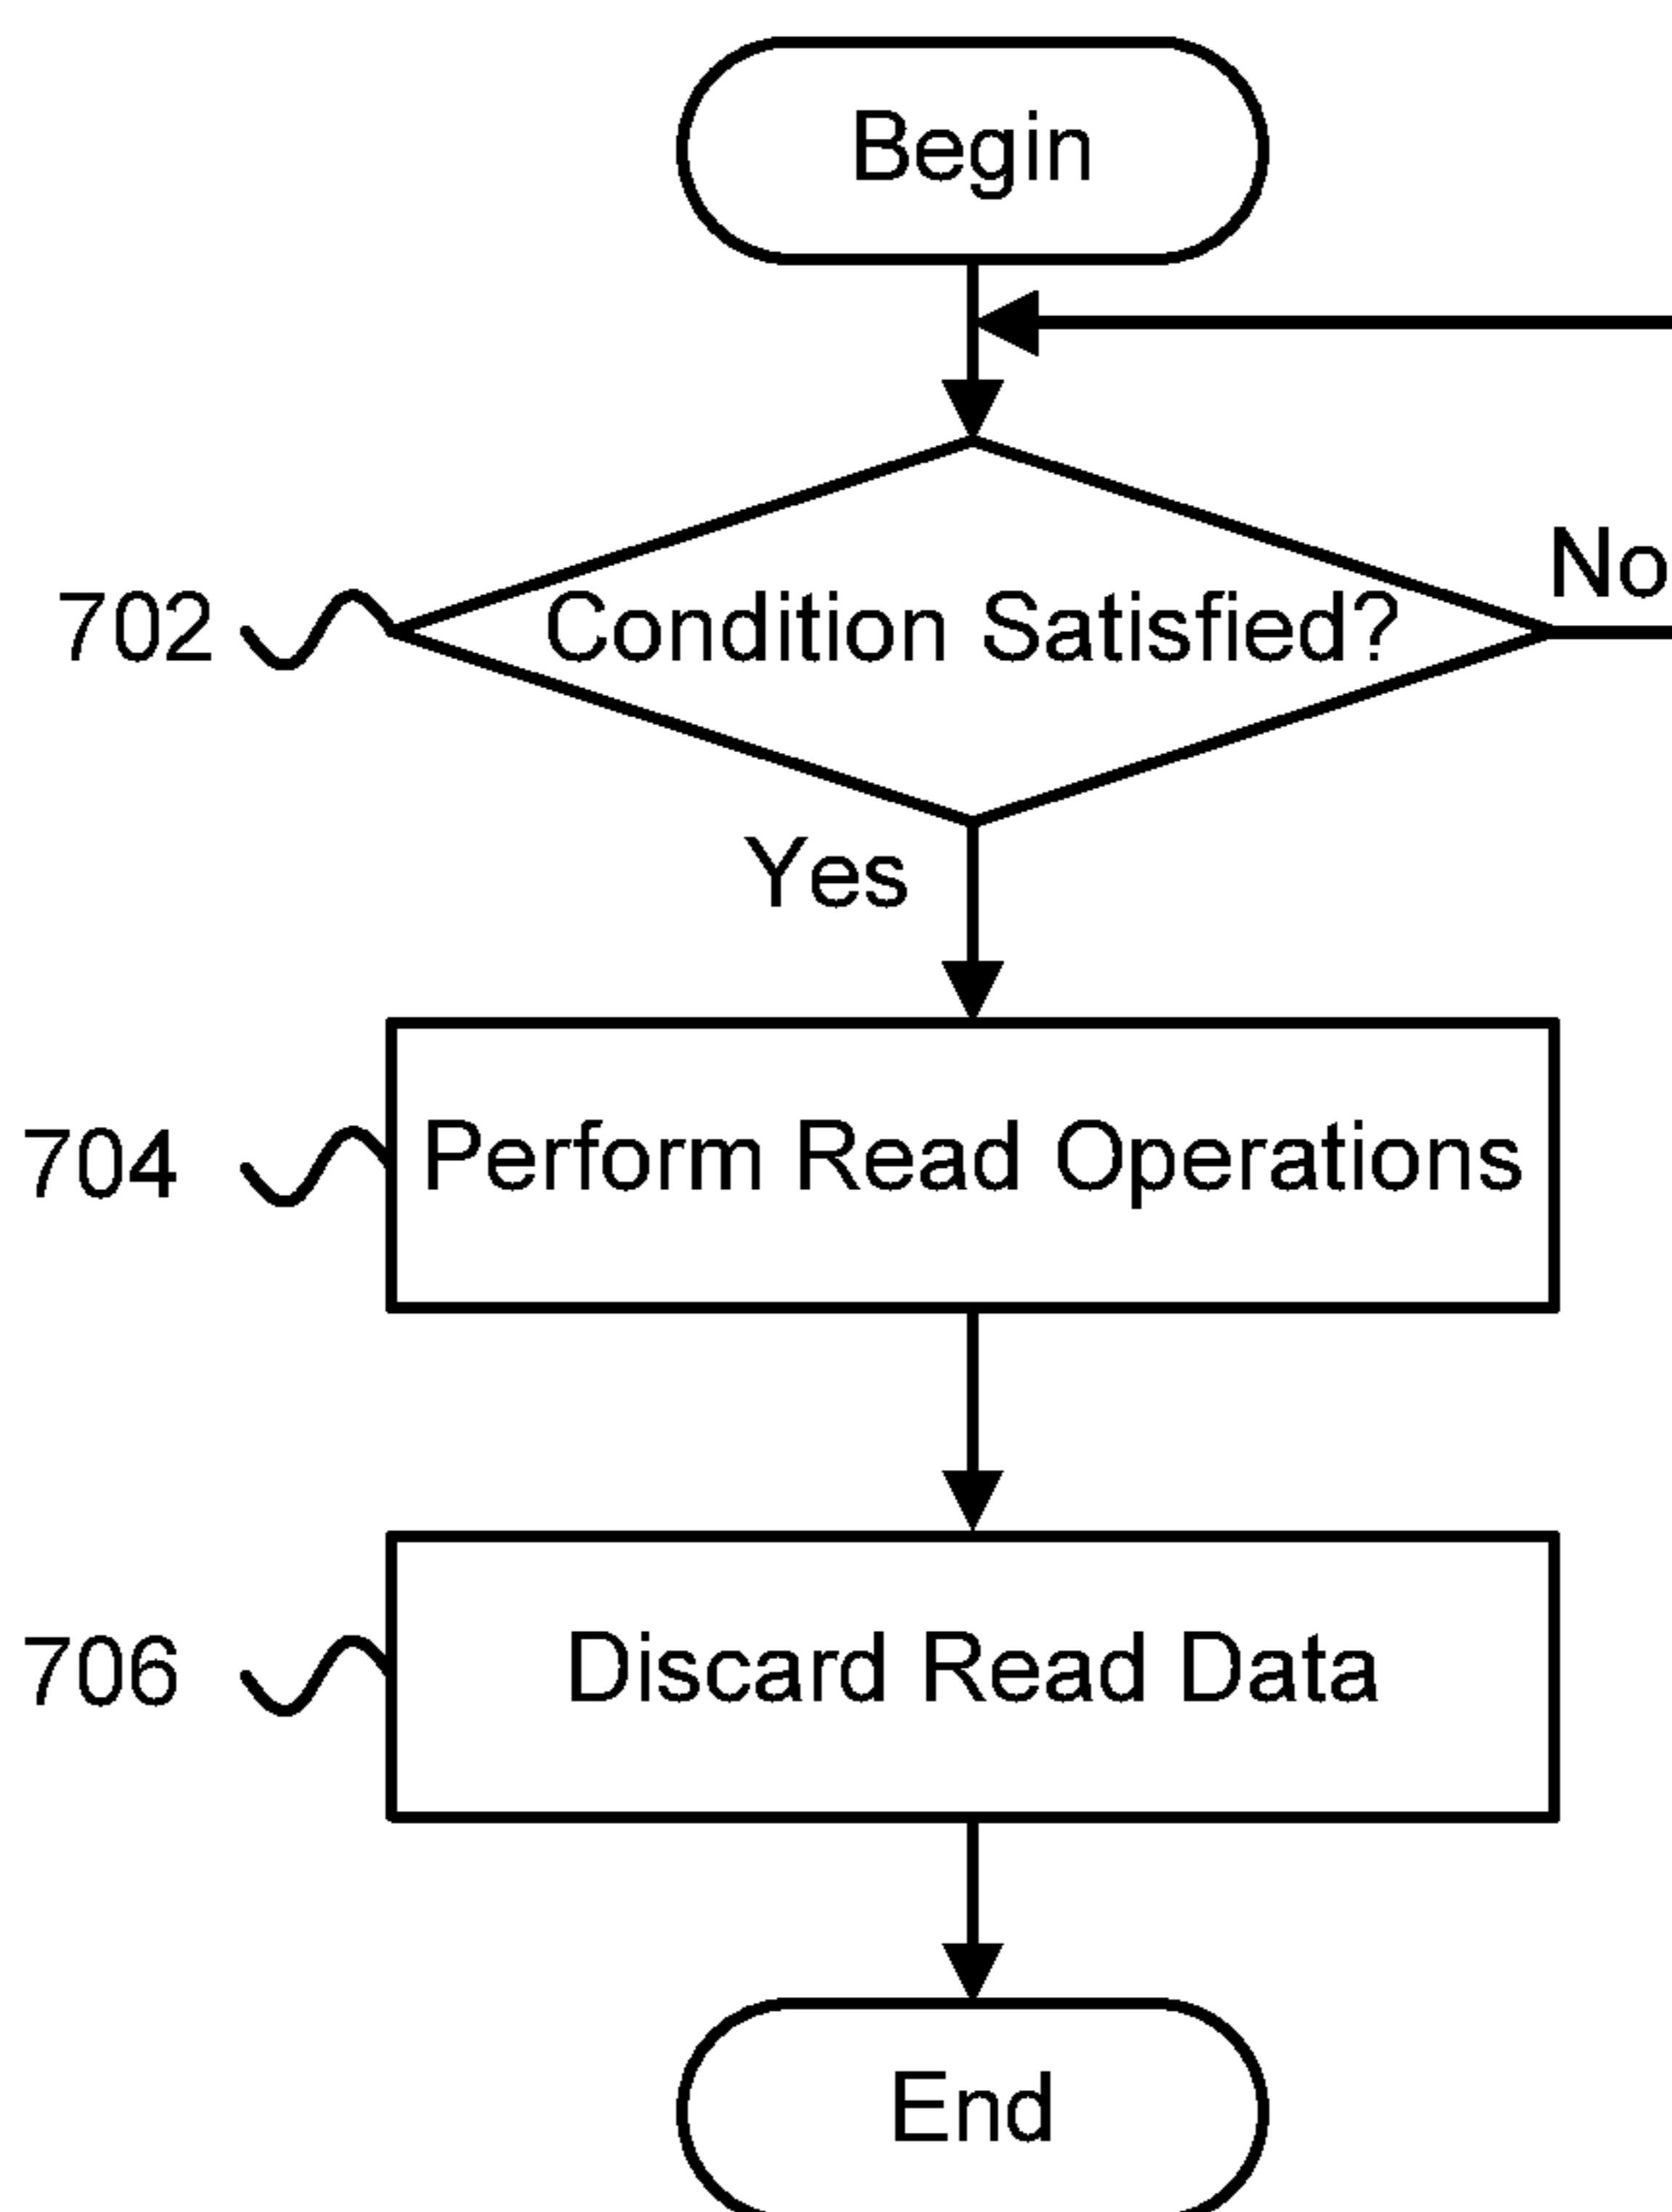 Begin
No
702
Condition Satisfied?
Yes
704
Perform Read Operations
706
Discard Read Data
End